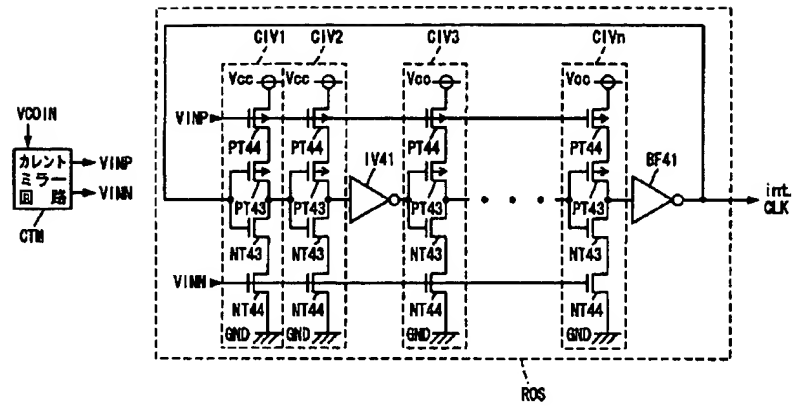 CIV1
CIV2
CIV3
CIVn
Vcc
Vcc
Vcc
Vcc
VCOIN
VINP
PT44
PT44
PT44
PT44
IV41
BF41
カレント
ミラー
回路
VINP
VINN
CTM
PT43
PT43
PT43
PT43
int.
CLK
NT43
NT43
NT43
NT43
VINN
NT44
NT44
NT44
NT44
GND
GND
GND
GND
ROS